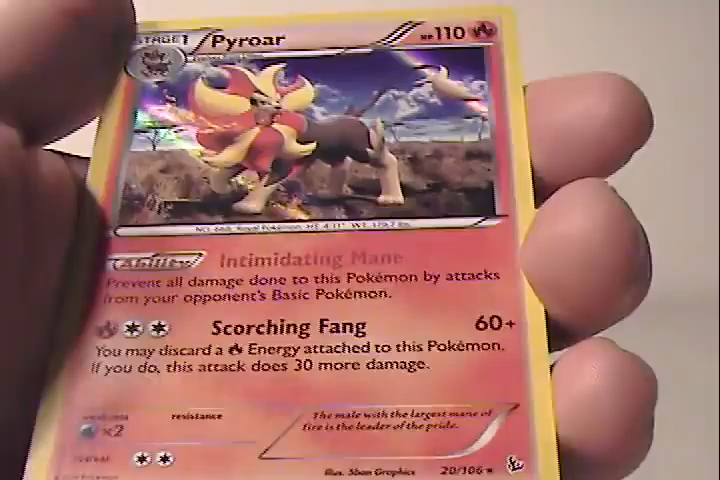 STAGE1 Pyroar HP110
NO. 668 Royal Pokémon HT: 4'11" WT: 179.7 lbs.
Ability Intimidating Mane
Prevent all damage done to this Pokémon by attacks
from your opponent's Basic Pokémon.
Scorching Fang 60+
You may discard a Energy attached to this Pokémon.
If you do, this attack does 30 more damage.
weakness resistance
×2
The male with the largest mane of
fire is the leader of the pride.
retreat
Illus. 5ban Graphics 20/106